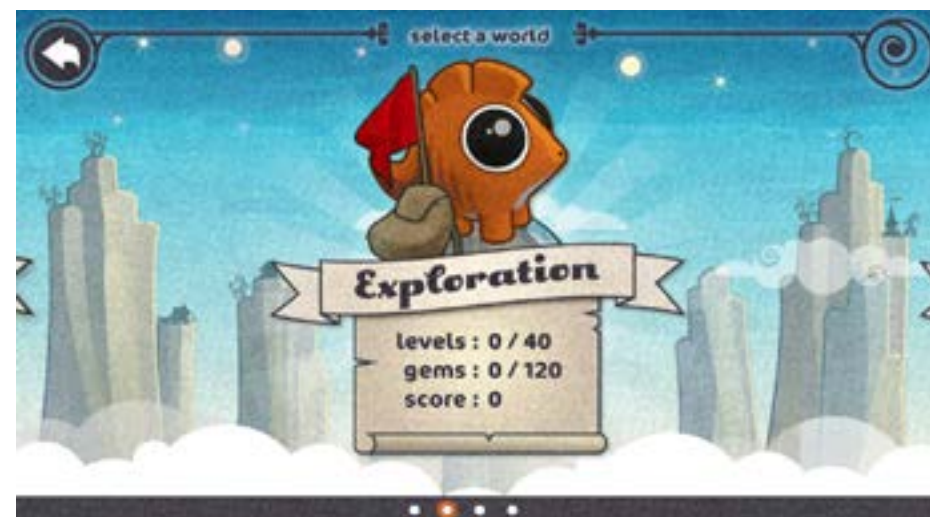 select a world
Exploration
levels : 0 / 40
gems : 0 / 120
score : 0